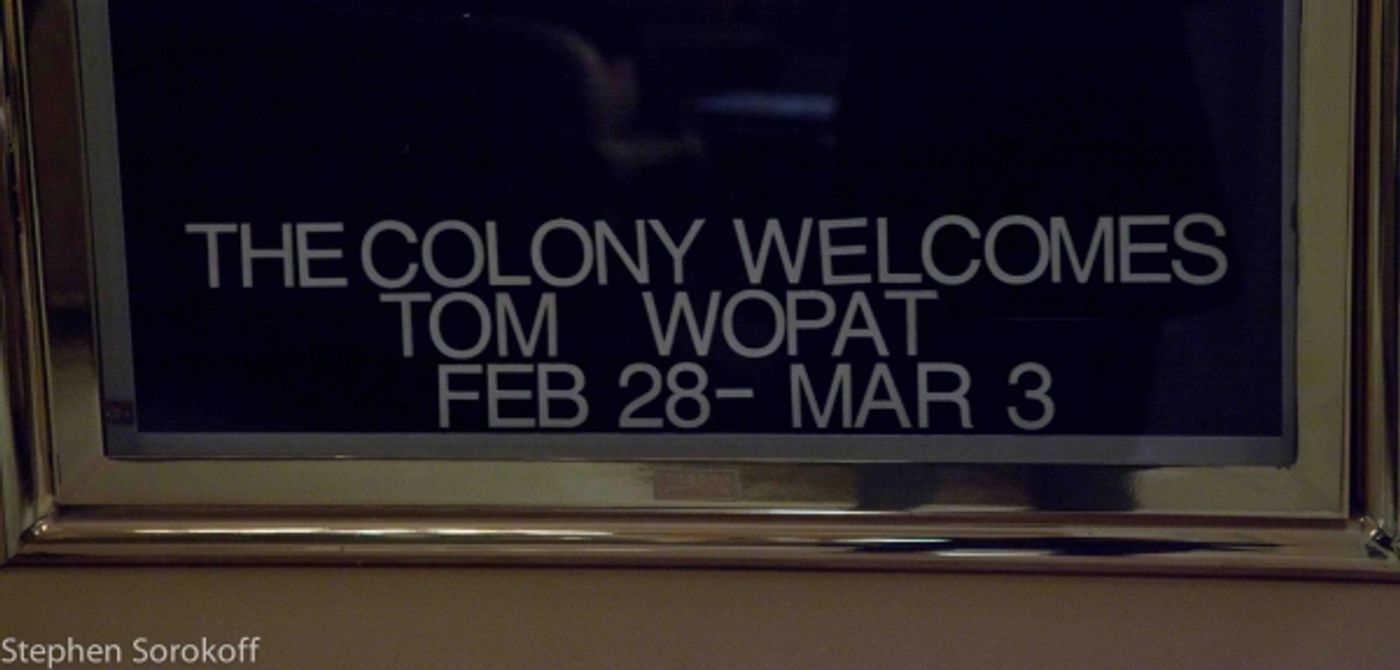 THE COLONY WELCOMES
TOM WOPAT
FEB 28- MAR 3
Stephen Sorokoff